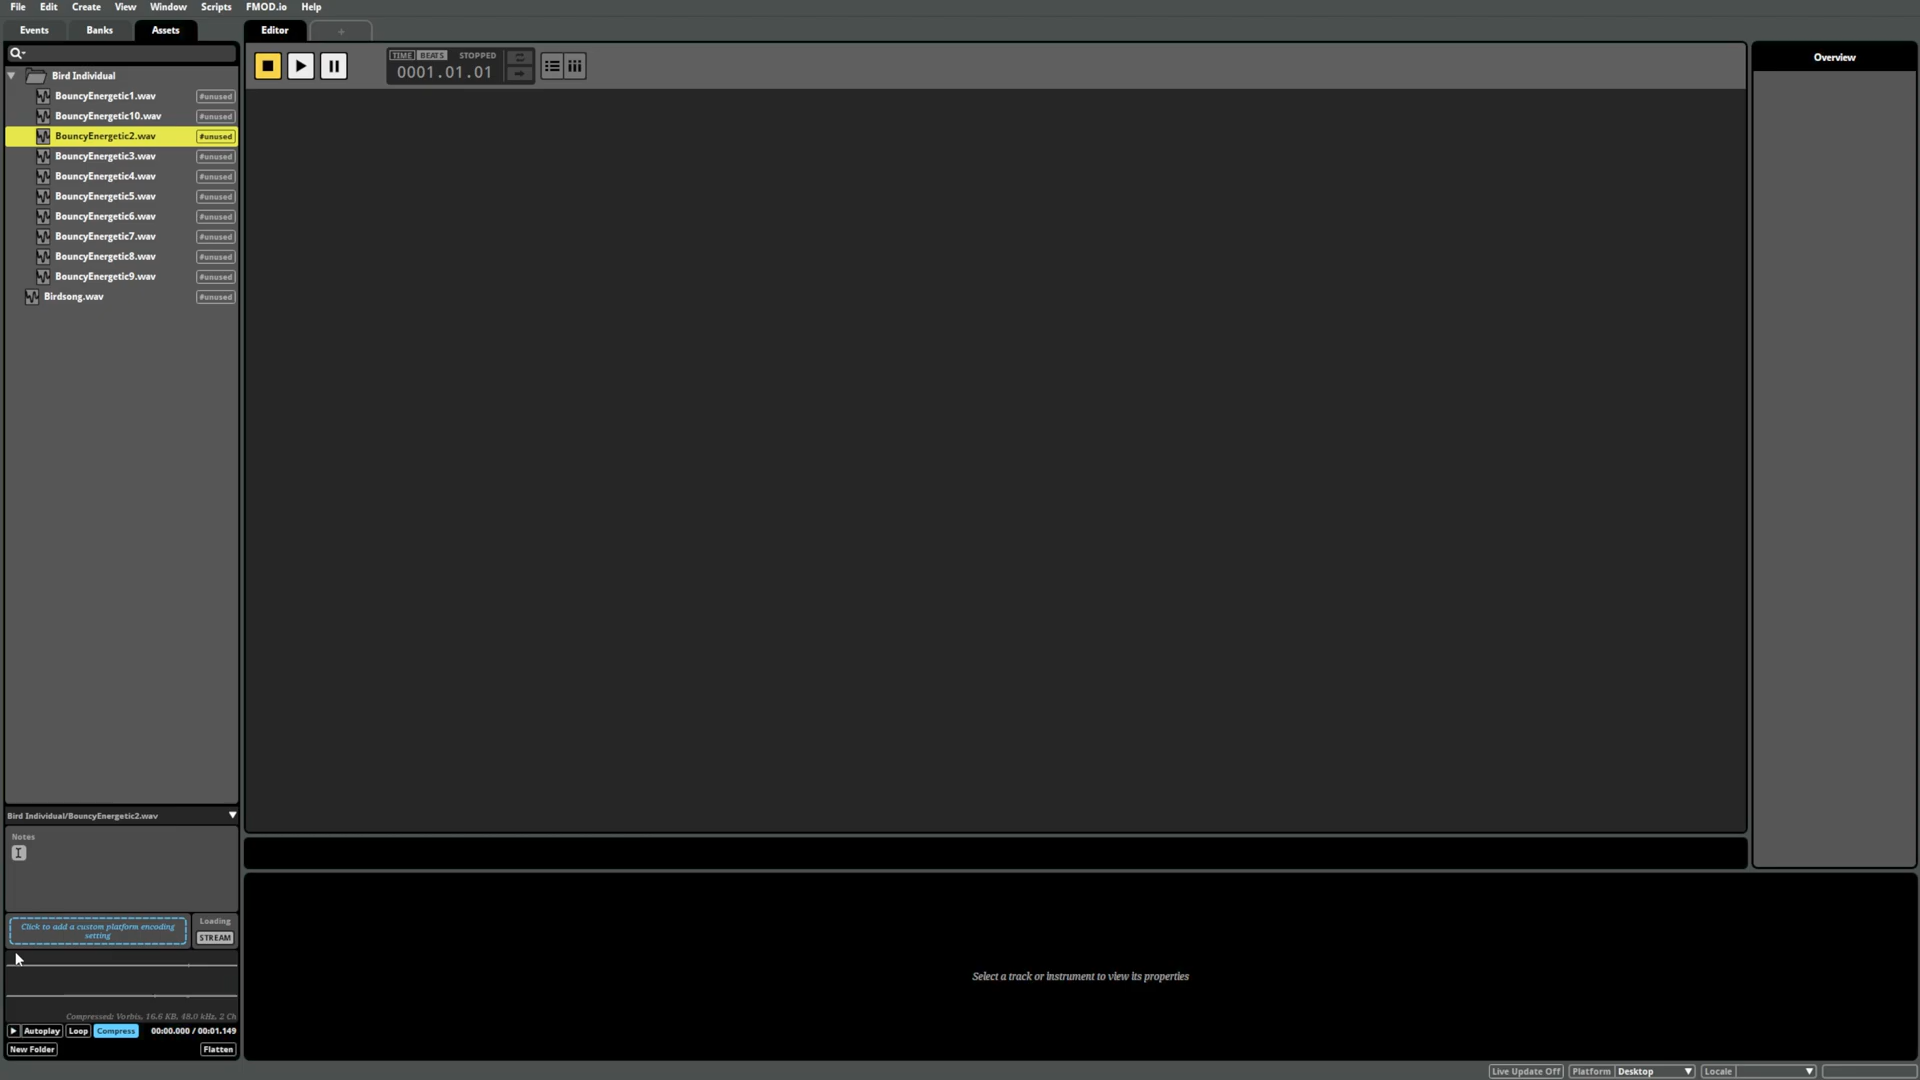 File Edit Create View Window Scripts FMOD.io Help
Events Banks Assets Editor +
TIME BEATS STOPPED
0001.01.01
Overview
Bird Individual
BouncyEnergetic1.wav #unused
BouncyEnergetic10.wav #unused
BouncyEnergetic2.wav #unused
BouncyEnergetic3.wav #unused
BouncyEnergetic4.wav #unused
BouncyEnergetic5.wav #unused
BouncyEnergetic6.wav #unused
BouncyEnergetic7.wav #unused
BouncyEnergetic8.wav #unused
BouncyEnergetic9.wav #unused
Birdsong.wav #unused
Bird Individual/BouncyEnergetic2.wav
Notes
Click to add a custom platform encoding
setting
Loading
STREAM
Select a track or instrument to view its properties
Compressed: Vorbis, 16.6 KB, 48.0 kHz, 2 Ch
Autoplay Loop Compress 00:00.000 / 00:01.149
New Folder Flatten
Live Update Off Platform Desktop Locale